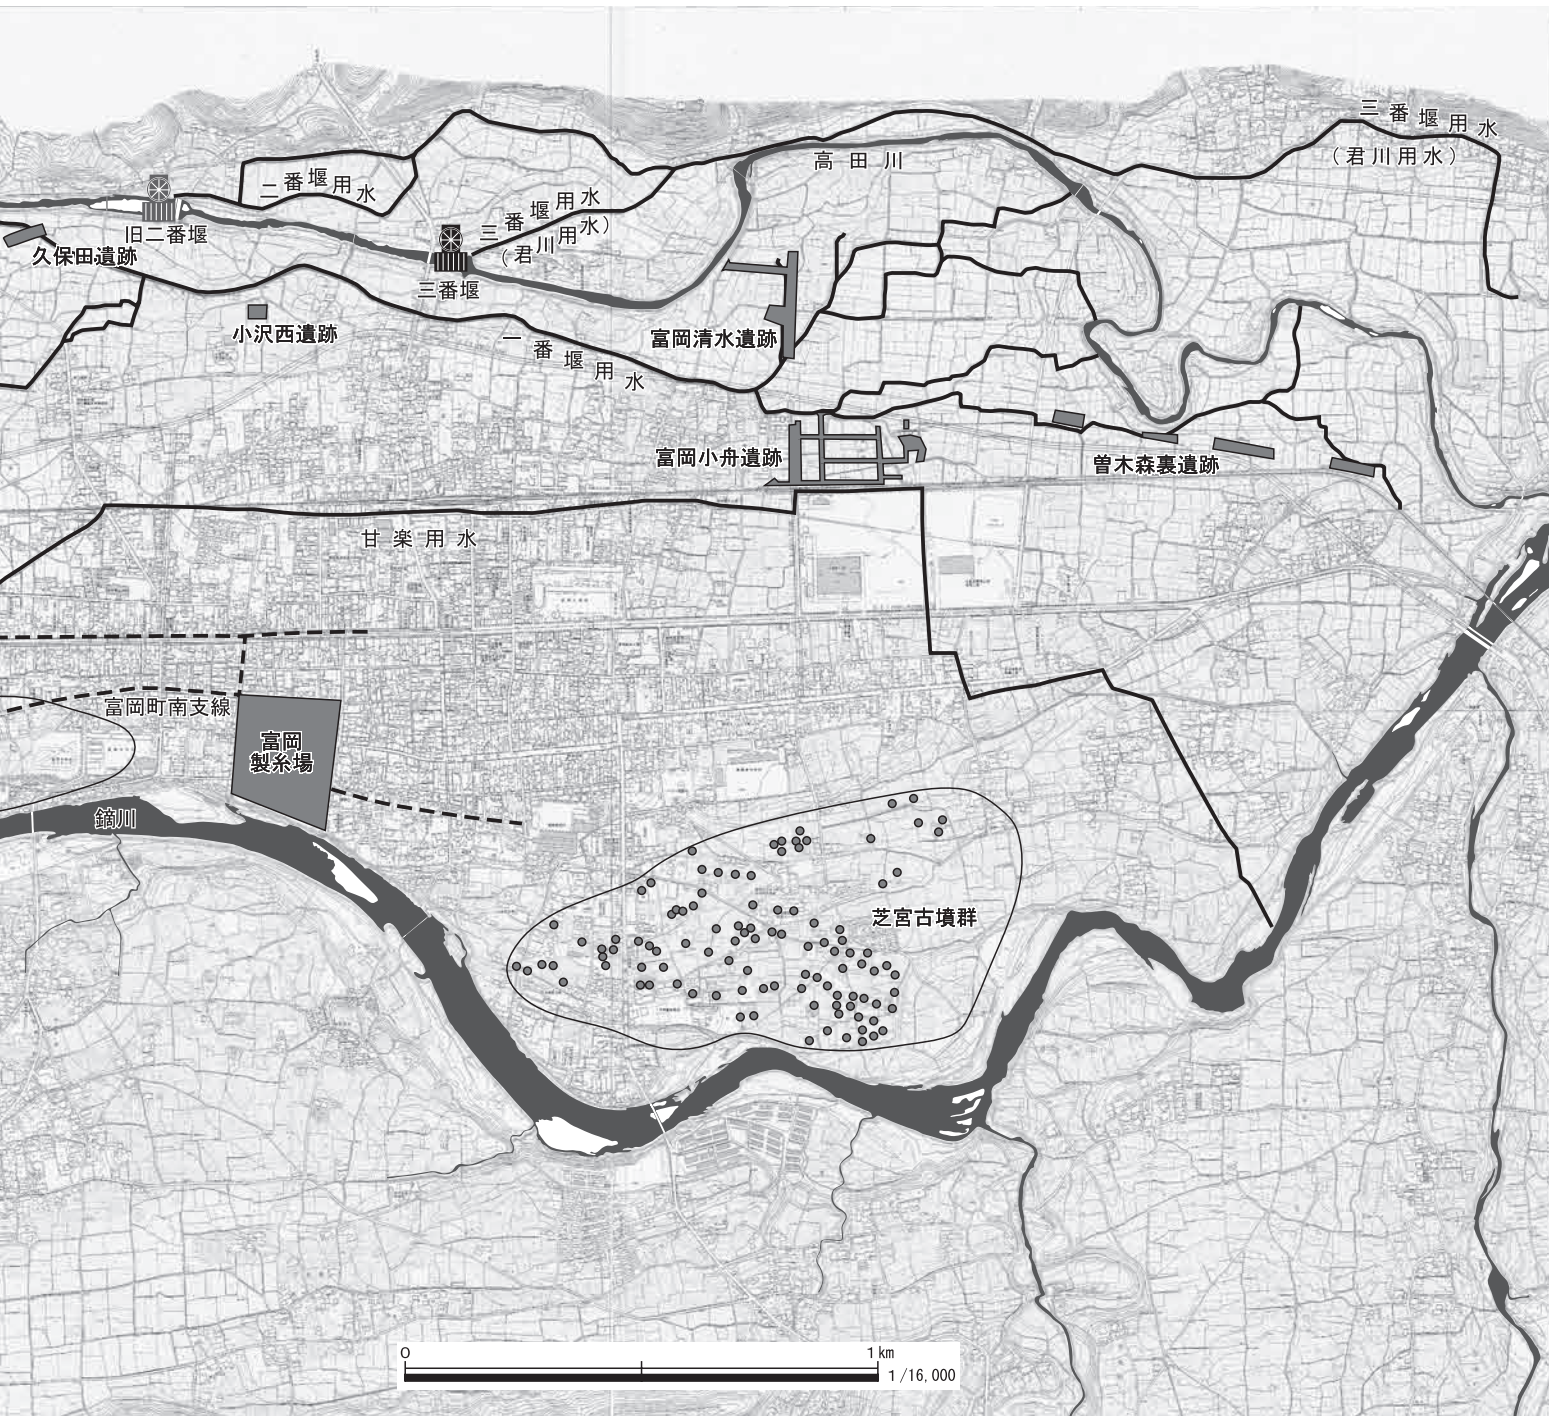 三番堰用水
（君川用水）
高田川
二番堰用水
三番堰用水
（君川用水）
旧二番堰
久保田遺跡
三番堰
小沢西遺跡
富岡清水遺跡
一番堰用水
富岡小舟遺跡
曽木森裏遺跡
甘楽用水
富岡町南支線
富岡
製糸場
鏑川
芝宮古墳群
0 1km
1/16,000